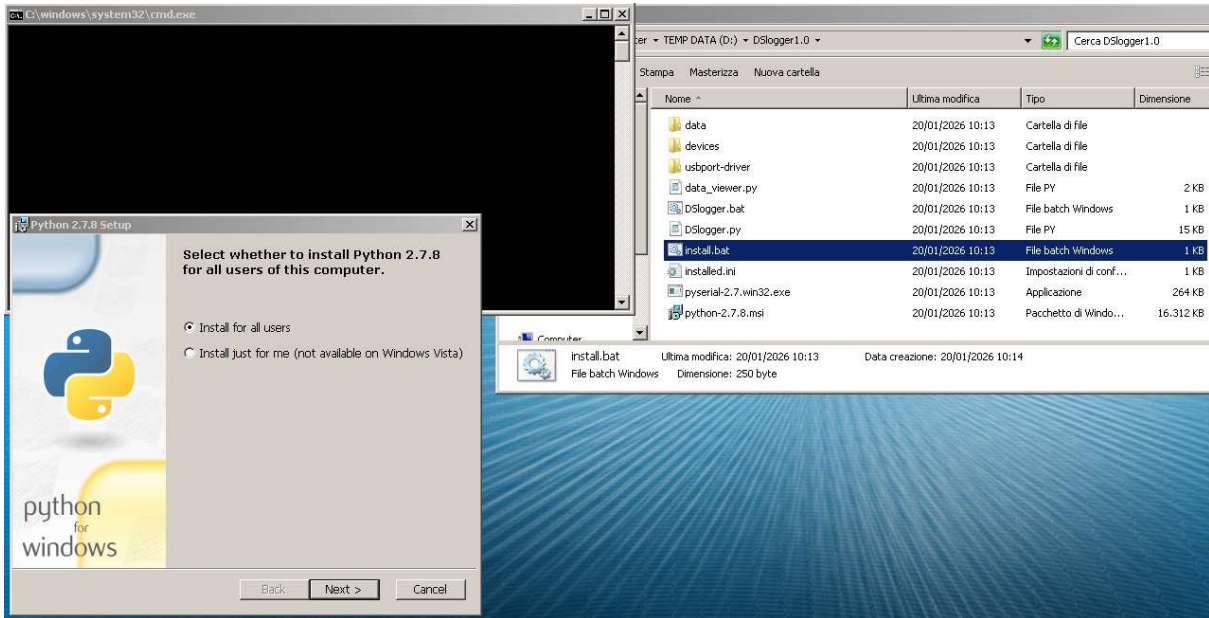 C:\windows\system32\cmd.exe
TEMP DATA (D:) DSlogger1.0 Cerca DSlogger1.0
Stampa Masterizza Nuova cartella
Nome Ultima modifica Tipo Dimensione
data 20/01/2026 10:13 Cartella di file
devices 20/01/2026 10:13 Cartella di file
usbport-driver 20/01/2026 10:13 Cartella di file
data_viewer.py 20/01/2026 10:13 File PY 2 KB
DSlogger.bat 20/01/2026 10:13 File batch Windows 1 KB
DSlogger.py 20/01/2026 10:13 File PY 15 KB
install.bat 20/01/2026 10:13 File batch Windows 1 KB
installed.ini 20/01/2026 10:13 Impostazioni di conf... 1 KB
pyserial-2.7.win32.exe 20/01/2026 10:13 Applicazione 264 KB
python-2.7.8.msi 20/01/2026 10:13 Pacchetto di Windo... 16.312 KB
Computer
install.bat Ultima modifica: 20/01/2026 10:13 Data creazione: 20/01/2026 10:14
File batch Windows Dimensione: 250 byte
Python 2.7.8 Setup
Select whether to install Python 2.7.8
for all users of this computer.
Install for all users
Install just for me (not available on Windows Vista)
python
for
windows
Back Next > Cancel